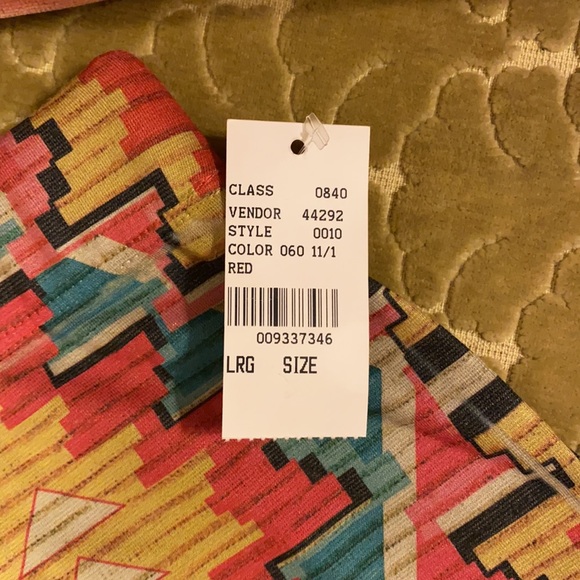 CLASS 0840
VENDOR 44292
STYLE 0010
COLOR 060 11/1
RED
009337346
LRG SIZE